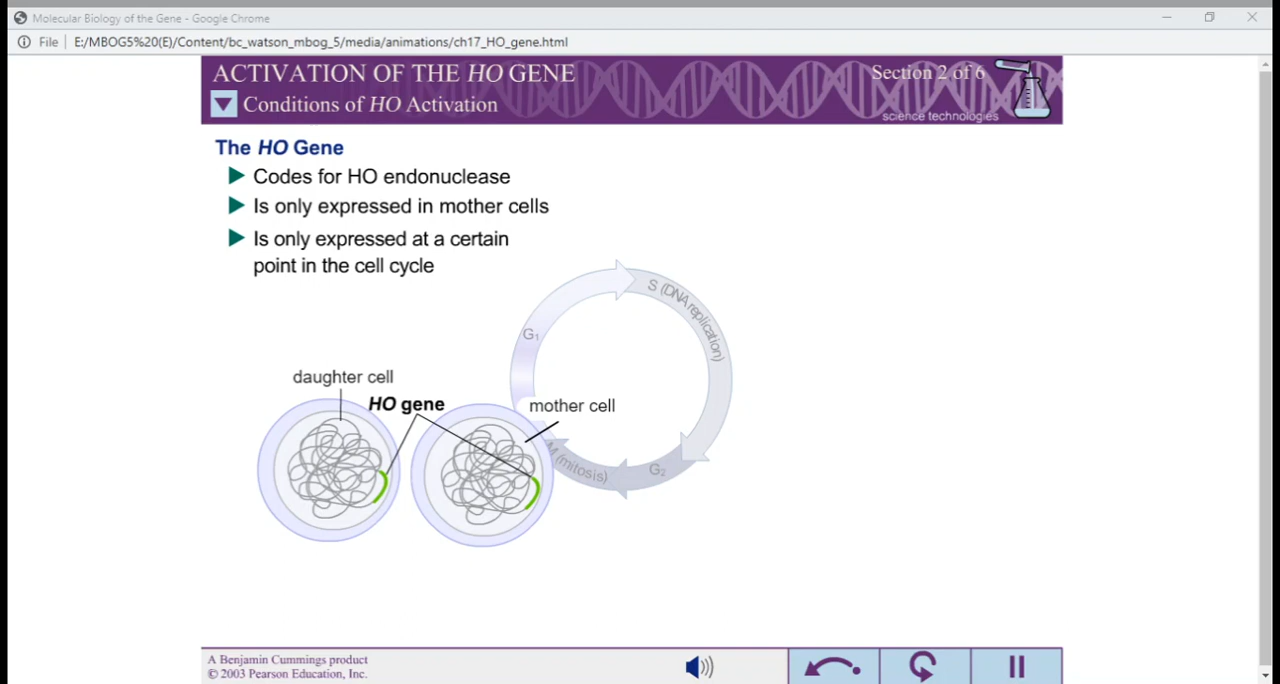 Molecular Biology of the Gene - Google Chrome
File | E:/MBOG5%20(E)/Content/bc_watson_mbog_5/media/animations/ch17_HO_gene.html
ACTIVATION OF THE HO GENE
Section 2 of 6
Conditions of HO Activation
science technologies
The HO Gene
Codes for HO endonuclease
Is only expressed in mother cells
Is only expressed at a certain
point in the cell cycle
S (DNA replication)
G₁
daughter cell
HO gene
mother cell
M (mitosis)
G₂
A Benjamin Cummings product
© 2003 Pearson Education, Inc.